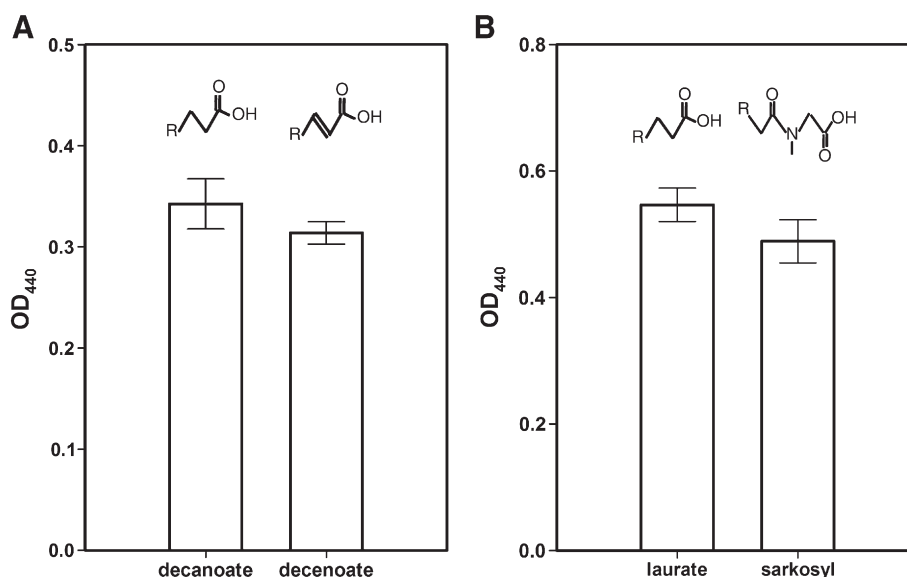 A
0.5
0.4
0.3
0.2
0.1
0.0
OD440
O
OH
R
O
OH
R
decanoate decenoate
B
0.8
0.6
0.4
0.2
0.0
OD440
O
OH
R
O
R
N
OH
O
laurate sarkosyl